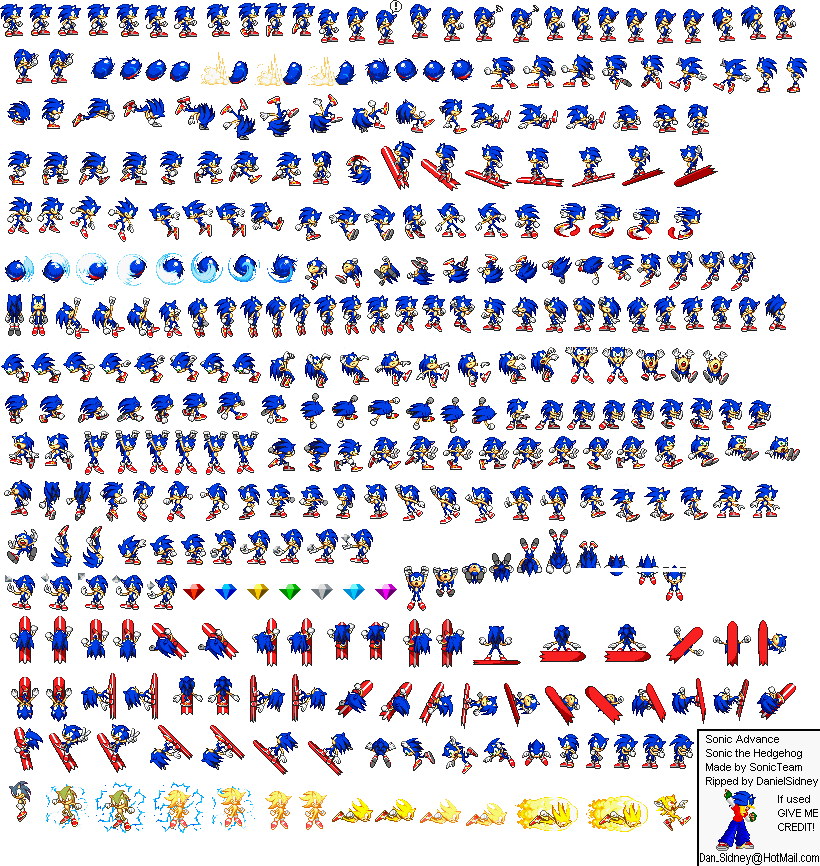 !
Sonic Advance
Sonic the Hedgehog
Made by SonicTeam
Ripped by DanielSidney
If used
GIVE ME
CREDIT!
Dan_Sidney@HotMail.com